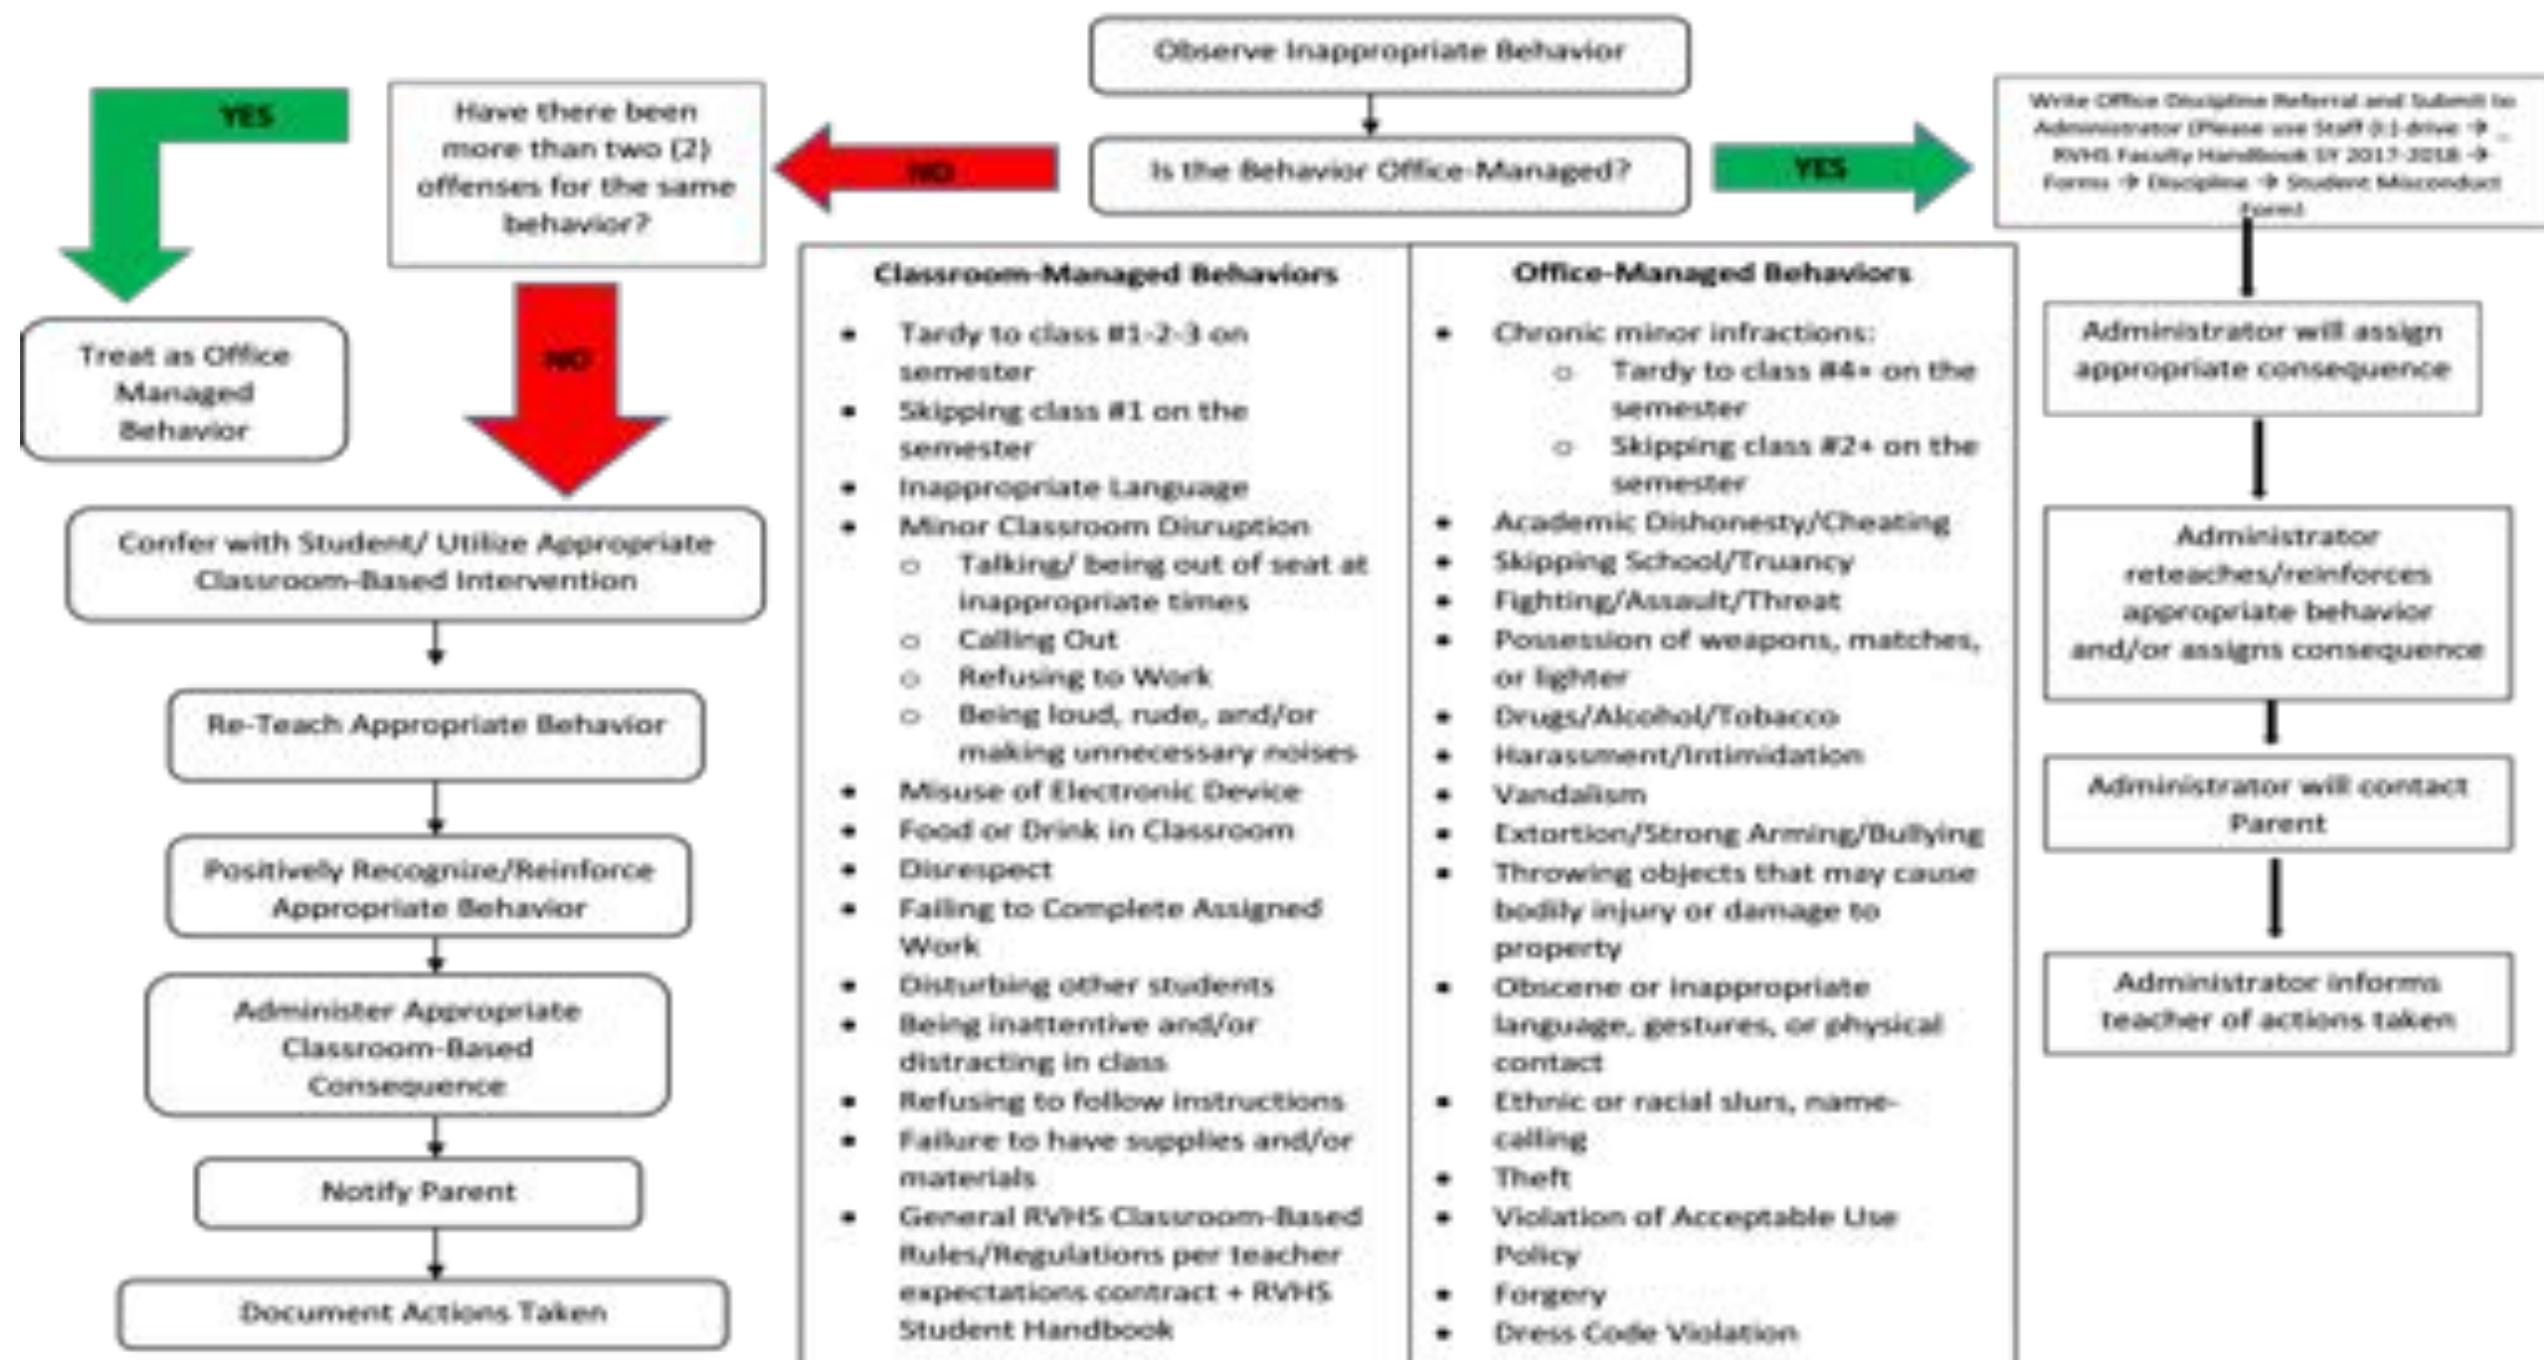 Observe Inappropriate Behavior
Is the Behavior Office-Managed?
NO
YES
Have there been
more than two (2)
offenses for the same
behavior?
YES
NO
Treat as Office
Managed
Behavior
Confer with Student/ Utilize Appropriate
Classroom-Based Intervention
Re-Teach Appropriate Behavior
Positively Recognize/Reinforce
Appropriate Behavior
Administer Appropriate
Classroom-Based
Consequence
Notify Parent
Document Actions Taken
Classroom-Managed Behaviors
• Tardy to class #1-2-3 on
semester
• Skipping class #1 on the
semester
• Inappropriate Language
• Minor Classroom Disruption
o Talking/ being out of seat at
inappropriate times
o Calling Out
o Refusing to Work
o Being loud, rude, and/or
making unnecessary noises
• Misuse of Electronic Device
• Food or Drink in Classroom
• Disrespect
• Failing to Complete Assigned
Work
• Disturbing other students
• Being inattentive and/or
distracting in class
• Refusing to follow instructions
• Failure to have supplies and/or
materials
• General RVHS Classroom-Based
Rules/Regulations per teacher
expectations contract + RVHS
Student Handbook
Office-Managed Behaviors
• Chronic minor infractions:
o Tardy to class #4+ on the
semester
o Skipping class #2+ on the
semester
• Academic Dishonesty/Cheating
• Skipping School/Truancy
• Fighting/Assault/Threat
• Possession of weapons, matches,
or lighter
• Drugs/Alcohol/Tobacco
• Harassment/Intimidation
• Vandalism
• Extortion/Strong Arming/Bullying
• Throwing objects that may cause
bodily injury or damage to
property
• Obscene or inappropriate
language, gestures, or physical
contact
• Ethnic or racial slurs, name-
calling
• Theft
• Violation of Acceptable Use
Policy
• Forgery
• Dress Code Violation
Write Office Discipline Referral and Submit to
Administrator (Please use Staff drive → _
RVHS Faculty Handbook SY 2017-2018 →
Forms → Discipline → Student Misconduct
Form)
Administrator will assign
appropriate consequence
Administrator
reteaches/reinforces
appropriate behavior
and/or assigns consequence
Administrator will contact
Parent
Administrator informs
teacher of actions taken